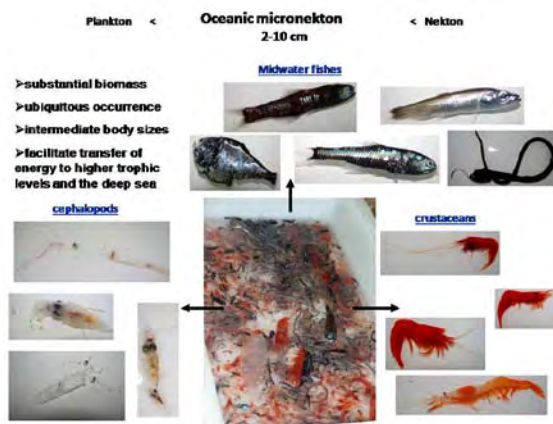 Plankton < Oceanic micronekton < Nekton
2-10 cm
Midwater fishes
➢substantial biomass
➢ubiquitous occurrence
➢intermediate body sizes
➢facilitate transfer of
energy to higher trophic
levels and the deep sea
cephalopods
crustaceans